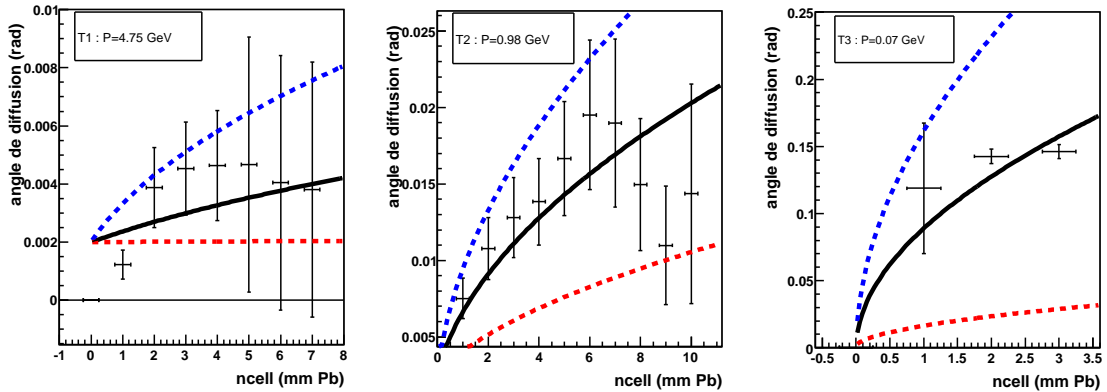 T1 : P=4.75 GeV
angle de diffusion (rad)
0.01
0.008
0.006
0.004
0.002
0
-1 0 1 2 3 4 5 6 7 8
ncell (mm Pb)
T2 : P=0.98 GeV
angle de diffusion (rad)
0.025
0.02
0.015
0.01
0.005
0 2 4 6 8 10
ncell (mm Pb)
T3 : P=0.07 GeV
angle de diffusion (rad)
0.25
0.2
0.15
0.1
0.05
0
-0.5 0 0.5 1 1.5 2 2.5 3 3.5
ncell (mm Pb)